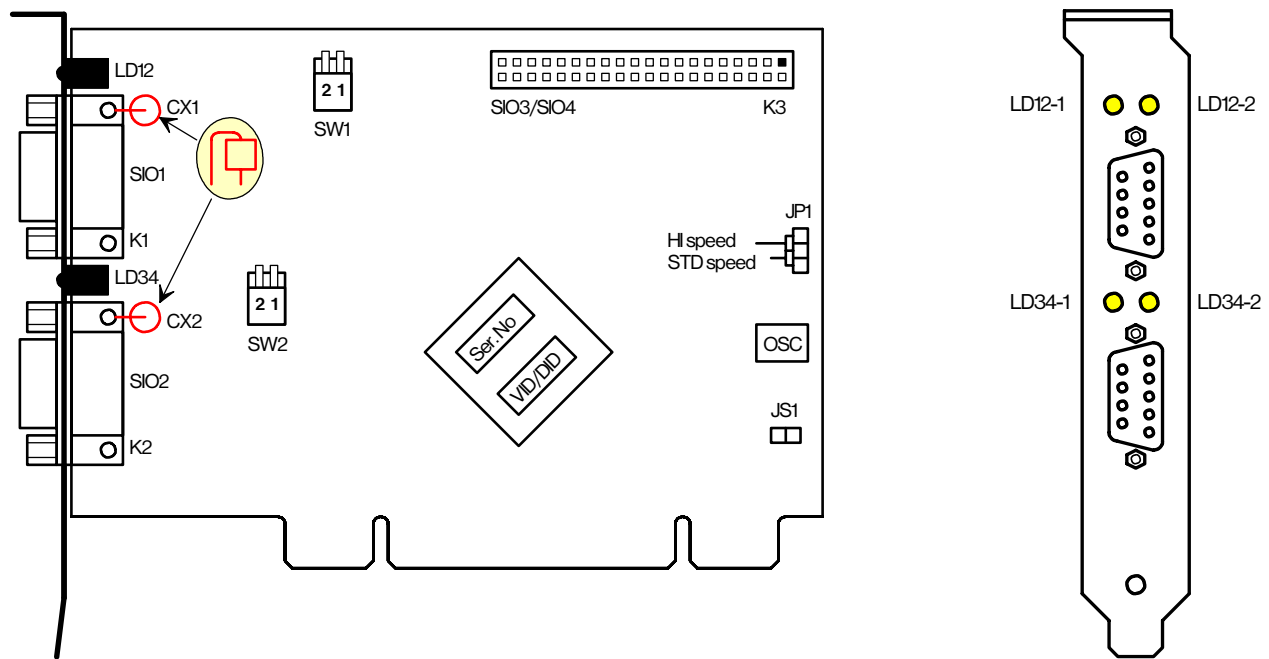 LD12
CX1
SIO1
K1
LD34
CX2
SIO2
K2
2 1
SW1
2 1
SW2
SIO3/SIO4 K3
JP1
HI speed
STD speed
Ser.No
VID/DID
OSC
JS1
LD12-1 LD12-2
LD34-1 LD34-2